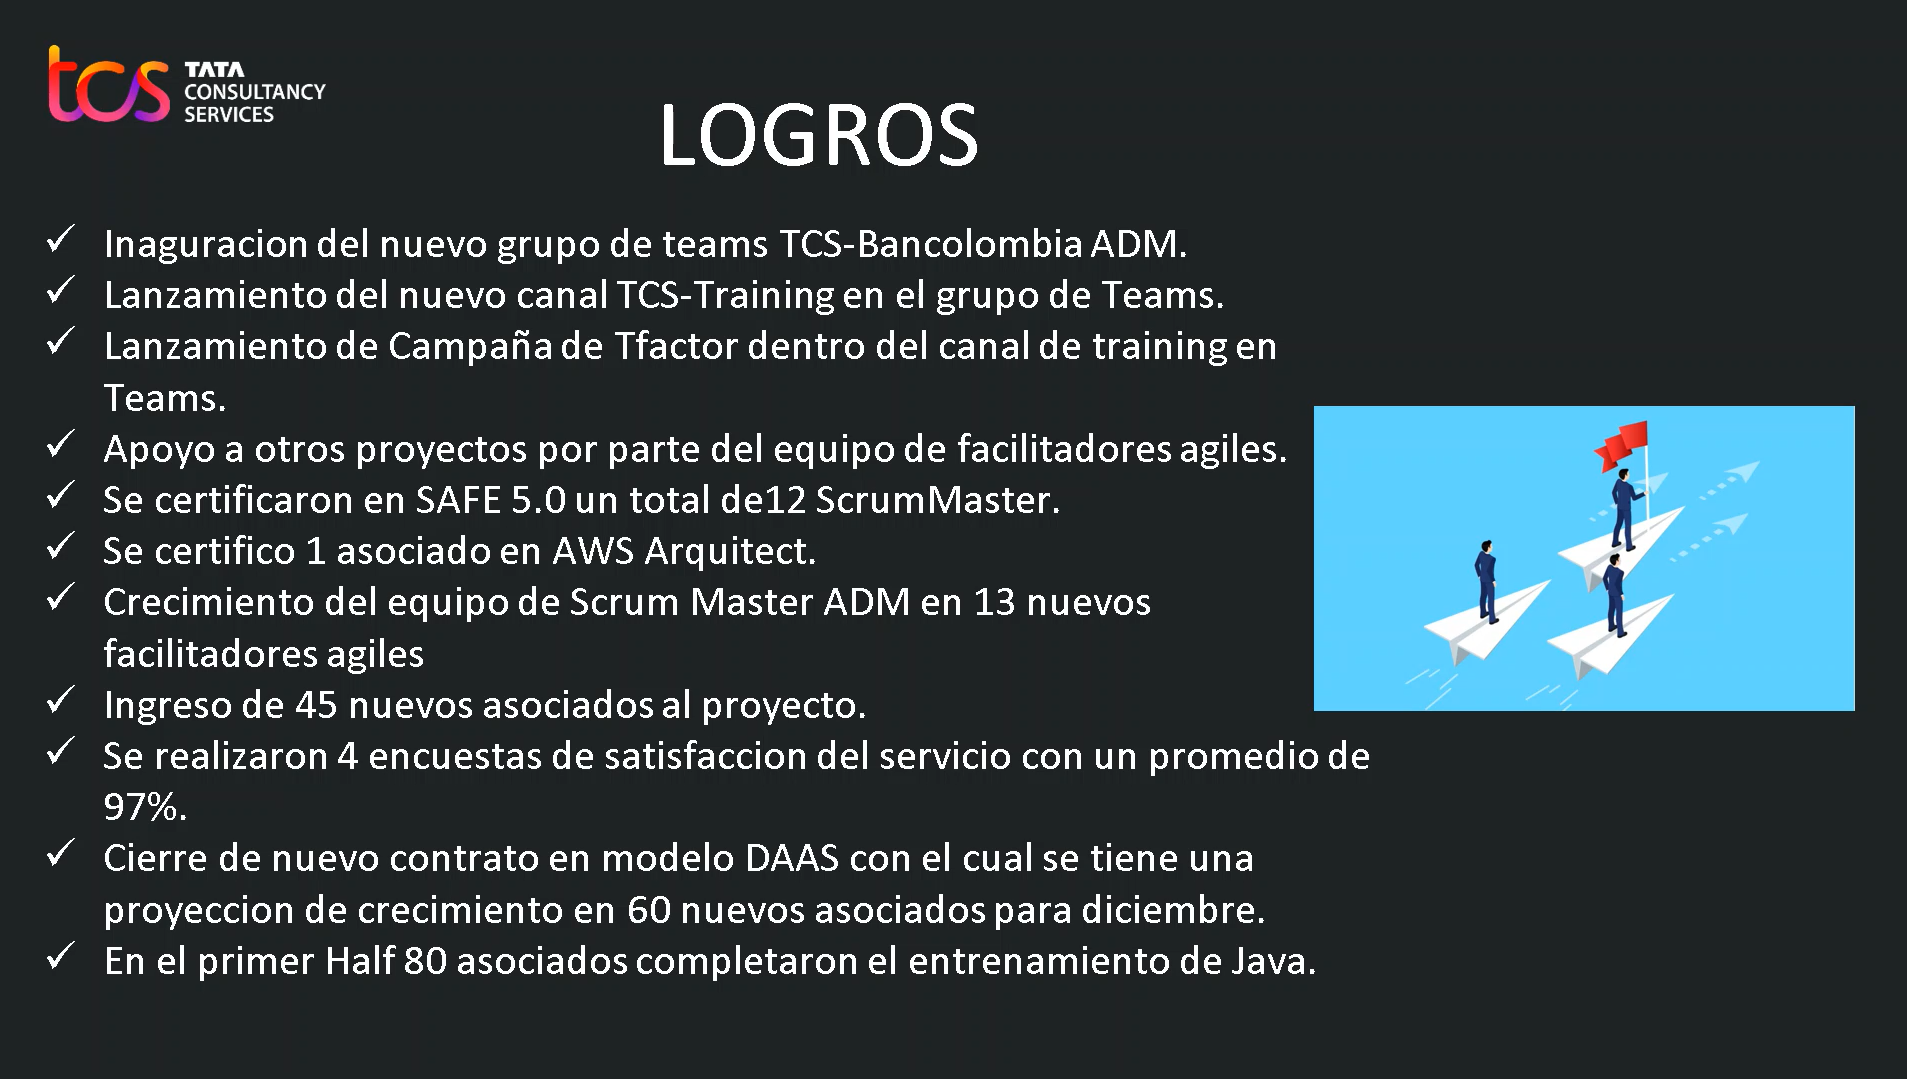 tcs TATA
CONSULTANCY
SERVICES
LOGROS
✓ Inaguracion del nuevo grupo de teams TCS-Bancolombia ADM.
✓ Lanzamiento del nuevo canal TCS-Training en el grupo de Teams.
✓ Lanzamiento de Campaña de Tfactor dentro del canal de training en
Teams.
✓ Apoyo a otros proyectos por parte del equipo de facilitadores agiles.
✓ Se certificaron en SAFE 5.0 un total de12 ScrumMaster.
✓ Se certifico 1 asociado en AWS Arquitect.
✓ Crecimiento del equipo de Scrum Master ADM en 13 nuevos
facilitadores agiles
✓ Ingreso de 45 nuevos asociados al proyecto.
✓ Se realizaron 4 encuestas de satisfaccion del servicio con un promedio de
97%.
✓ Cierre de nuevo contrato en modelo DAAS con el cual se tiene una
proyeccion de crecimiento en 60 nuevos asociados para diciembre.
✓ En el primer Half 80 asociados completaron el entrenamiento de Java.